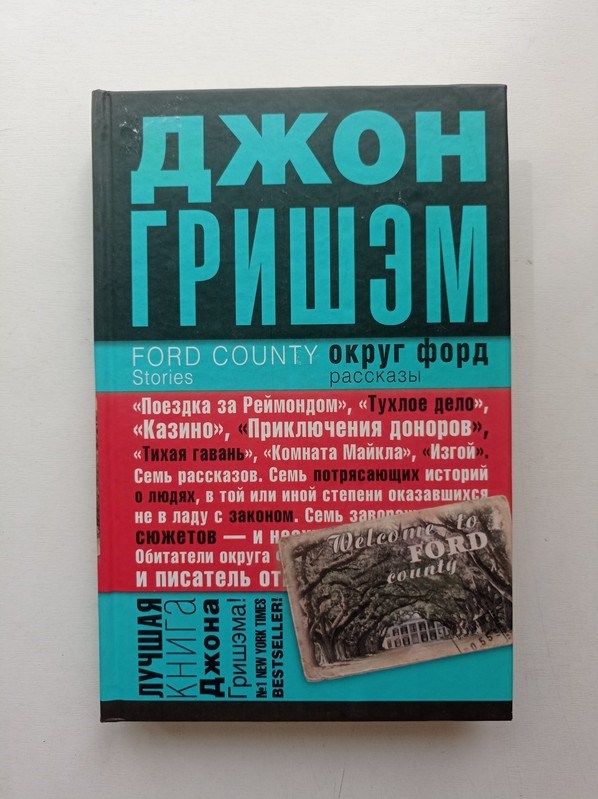 ДЖОН
ГРИШЭМ
FORD COUNTY округ форд
Stories рассказы
«Поездка за Реймондом», «Тухлое дело»,
«Казино», «Приключения доноров»,
«Тихая гавань», «Комната Майкла», «Изгой».
Семь рассказов. Семь потрясающих историй
о людях, в той или иной степени оказавшихся
не в ладу с законом. Семь
сюжетов — и
Обитатели округа
и писатель
Welcome to
FORD
county
ЛУЧШАЯ
КНИГА
Джона
Гришэма!
№1 NEW YORK TIMES
BESTSELLER!